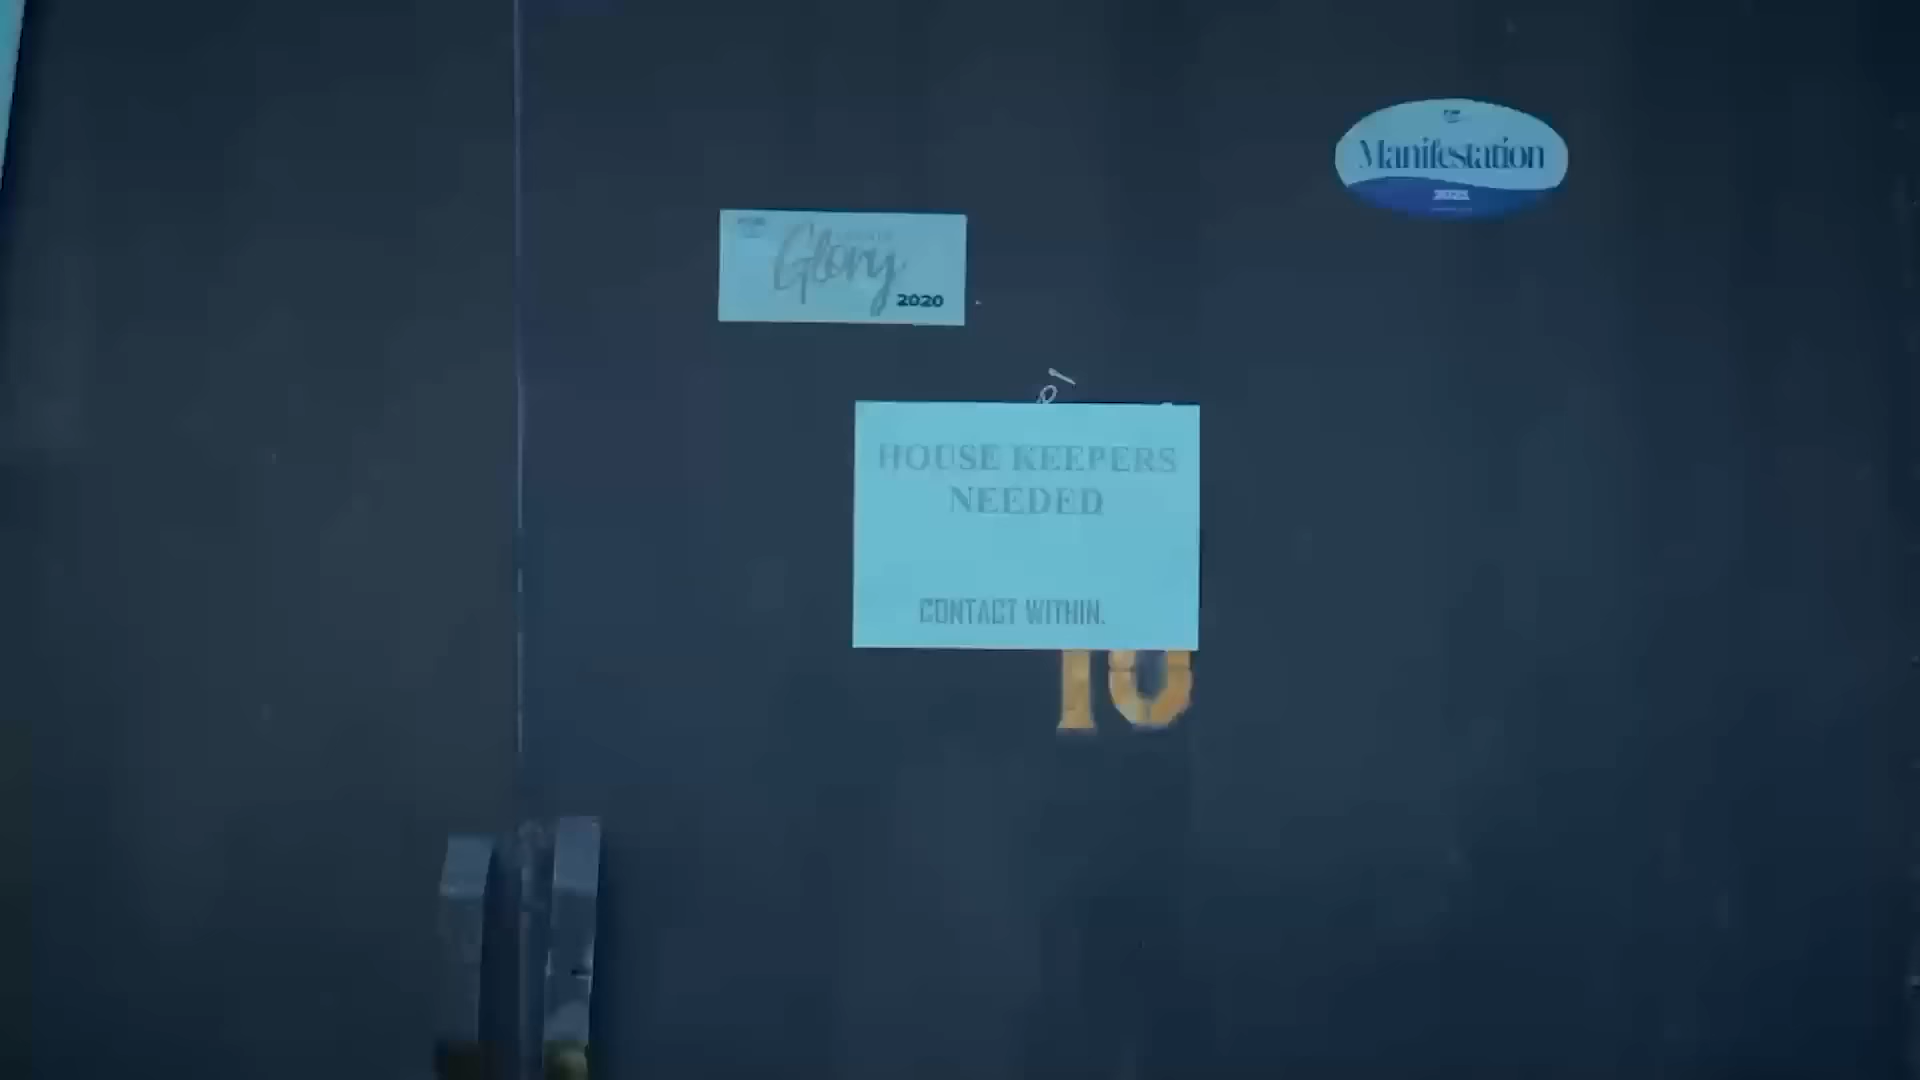 Manifestation
Glory
2020
HOUSE KEEPERS
NEEDED
CONTACT WITHIN.
10